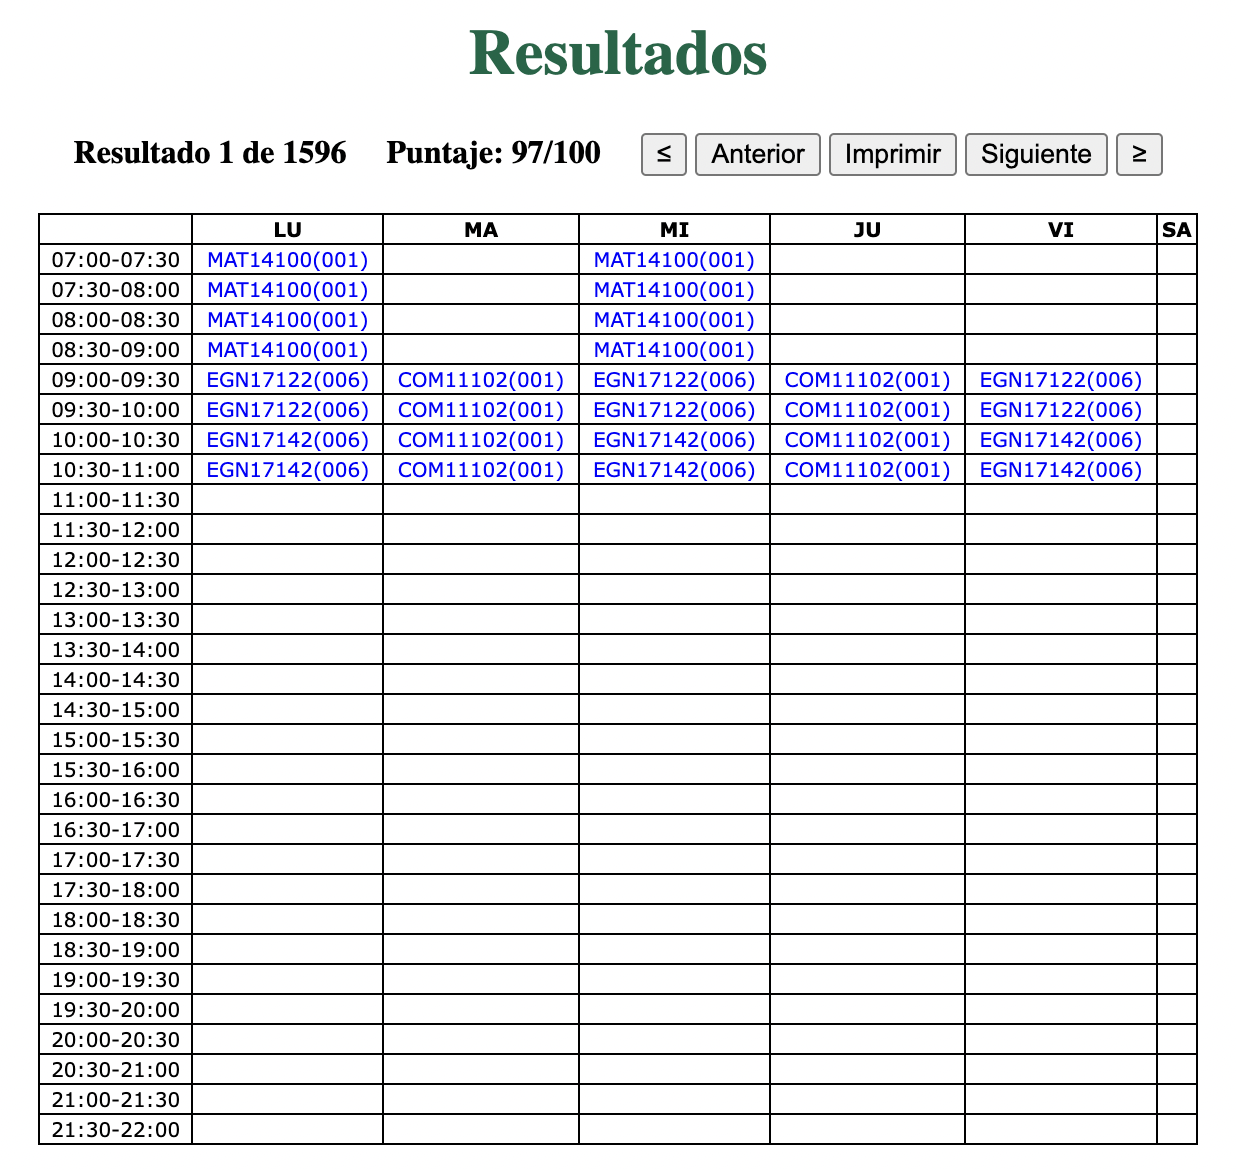 Resultados
Resultado 1 de 1596 Puntaje: 97/100 ≤ Anterior Imprimir Siguiente ≥
LU MA MI JU VI SA
07:00-07:30 MAT14100(001) MAT14100(001)
07:30-08:00 MAT14100(001) MAT14100(001)
08:00-08:30 MAT14100(001) MAT14100(001)
08:30-09:00 MAT14100(001) MAT14100(001)
09:00-09:30 EGN17122(006) COM11102(001) EGN17122(006) COM11102(001) EGN17122(006)
09:30-10:00 EGN17122(006) COM11102(001) EGN17122(006) COM11102(001) EGN17122(006)
10:00-10:30 EGN17142(006) COM11102(001) EGN17142(006) COM11102(001) EGN17142(006)
10:30-11:00 EGN17142(006) COM11102(001) EGN17142(006) COM11102(001) EGN17142(006)
11:00-11:30
11:30-12:00
12:00-12:30
12:30-13:00
13:00-13:30
13:30-14:00
14:00-14:30
14:30-15:00
15:00-15:30
15:30-16:00
16:00-16:30
16:30-17:00
17:00-17:30
17:30-18:00
18:00-18:30
18:30-19:00
19:00-19:30
19:30-20:00
20:00-20:30
20:30-21:00
21:00-21:30
21:30-22:00